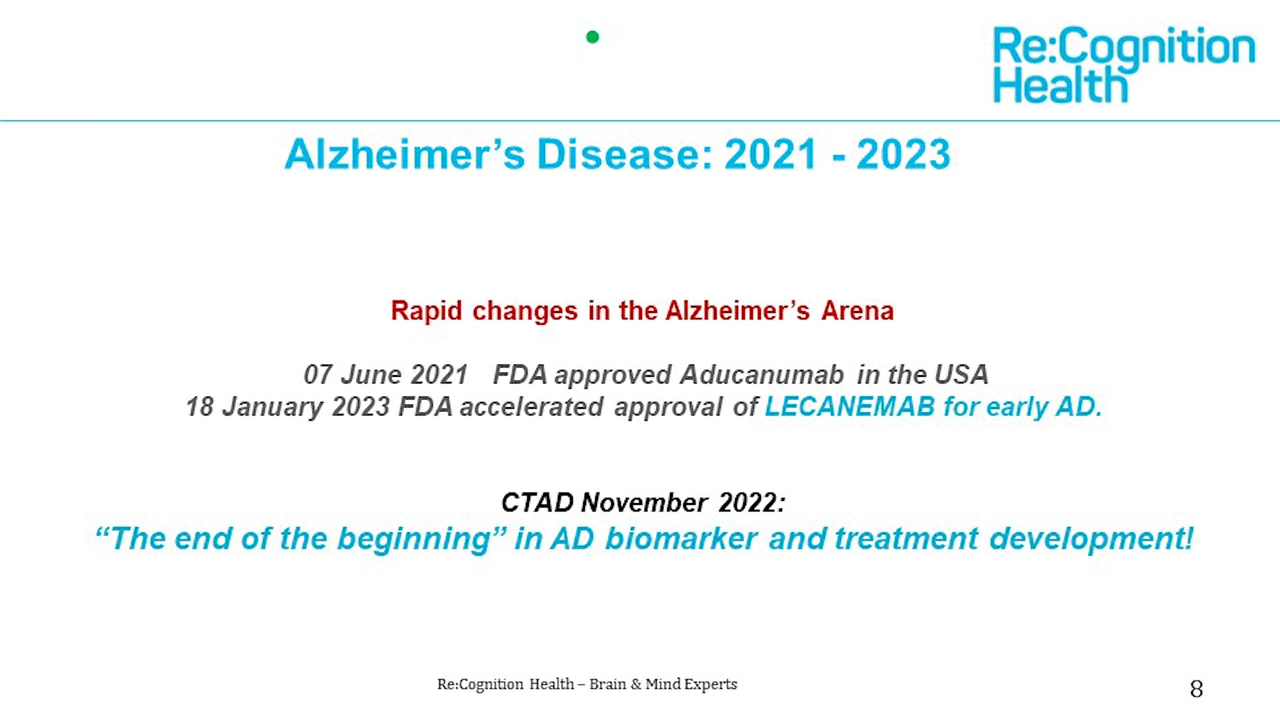 Re:Cognition
Health
Alzheimer’s Disease: 2021 - 2023
Rapid changes in the Alzheimer’s Arena
07 June 2021 FDA approved Aducanumab in the USA
18 January 2023 FDA accelerated approval of LECANEMAB for early AD.
CTAD November 2022:
“The end of the beginning” in AD biomarker and treatment development!
Re:Cognition Health – Brain & Mind Experts
8